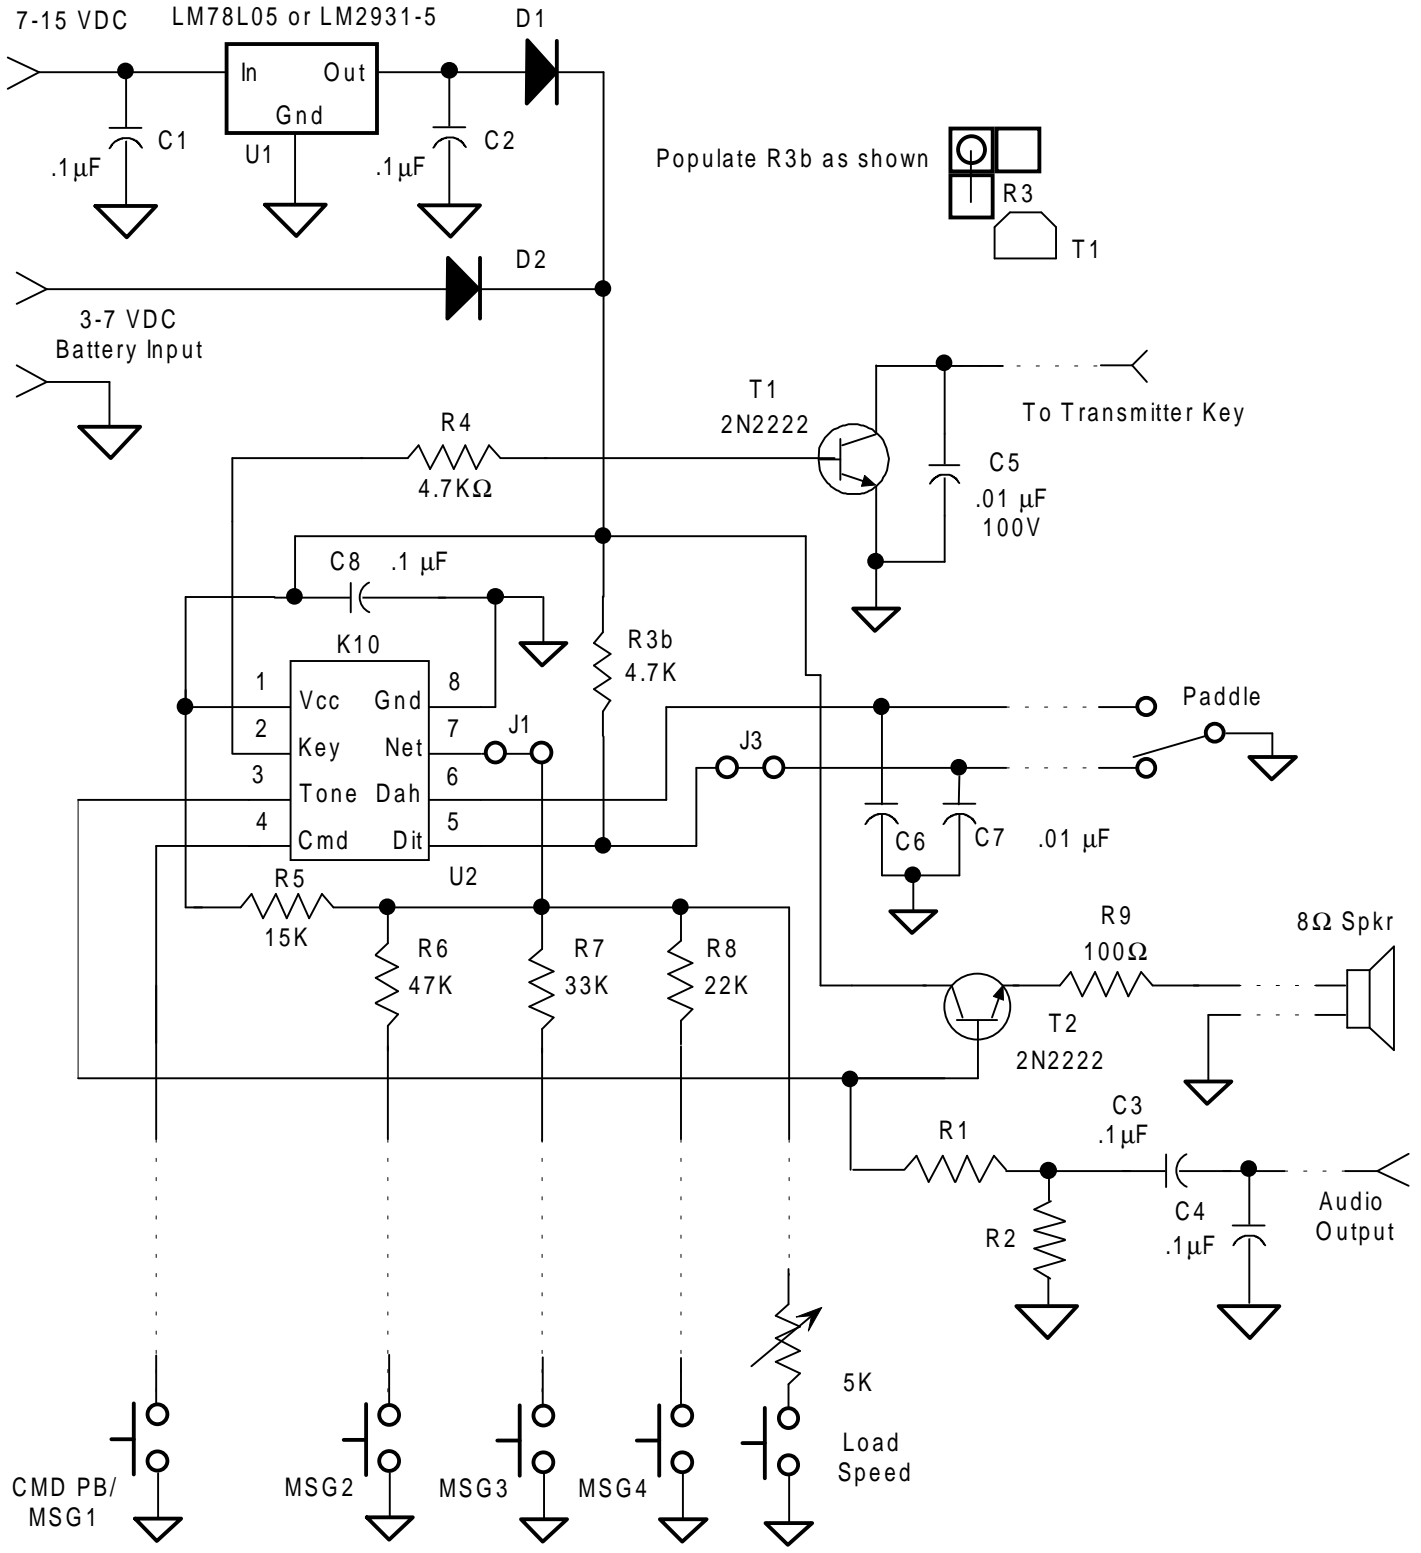 7-15 VDC
LM78L05 or LM2931-5
D1
In
Out
Gnd
U1
C1
.1µF
C2
.1µF
Populate R3b as shown
R3
T1
D2
3-7 VDC
Battery Input
T1
2N2222
To Transmitter Key
R4
4.7KΩ
C5
.01 µF
100V
C8
.1 µF
K10
R3b
4.7K
1
Vcc
Gnd
8
2
Key
Net
7
3
Tone
Dah
6
4
Cmd
Dit
5
U2
J1
J3
Paddle
C6
C7
.01 µF
R5
15K
R6
47K
R7
33K
R8
22K
R9
100Ω
8Ω Spkr
T2
2N2222
C3
.1µF
R1
R2
C4
.1µF
Audio
Output
5K
Load
Speed
CMD PB/
MSG1
MSG2
MSG3
MSG4